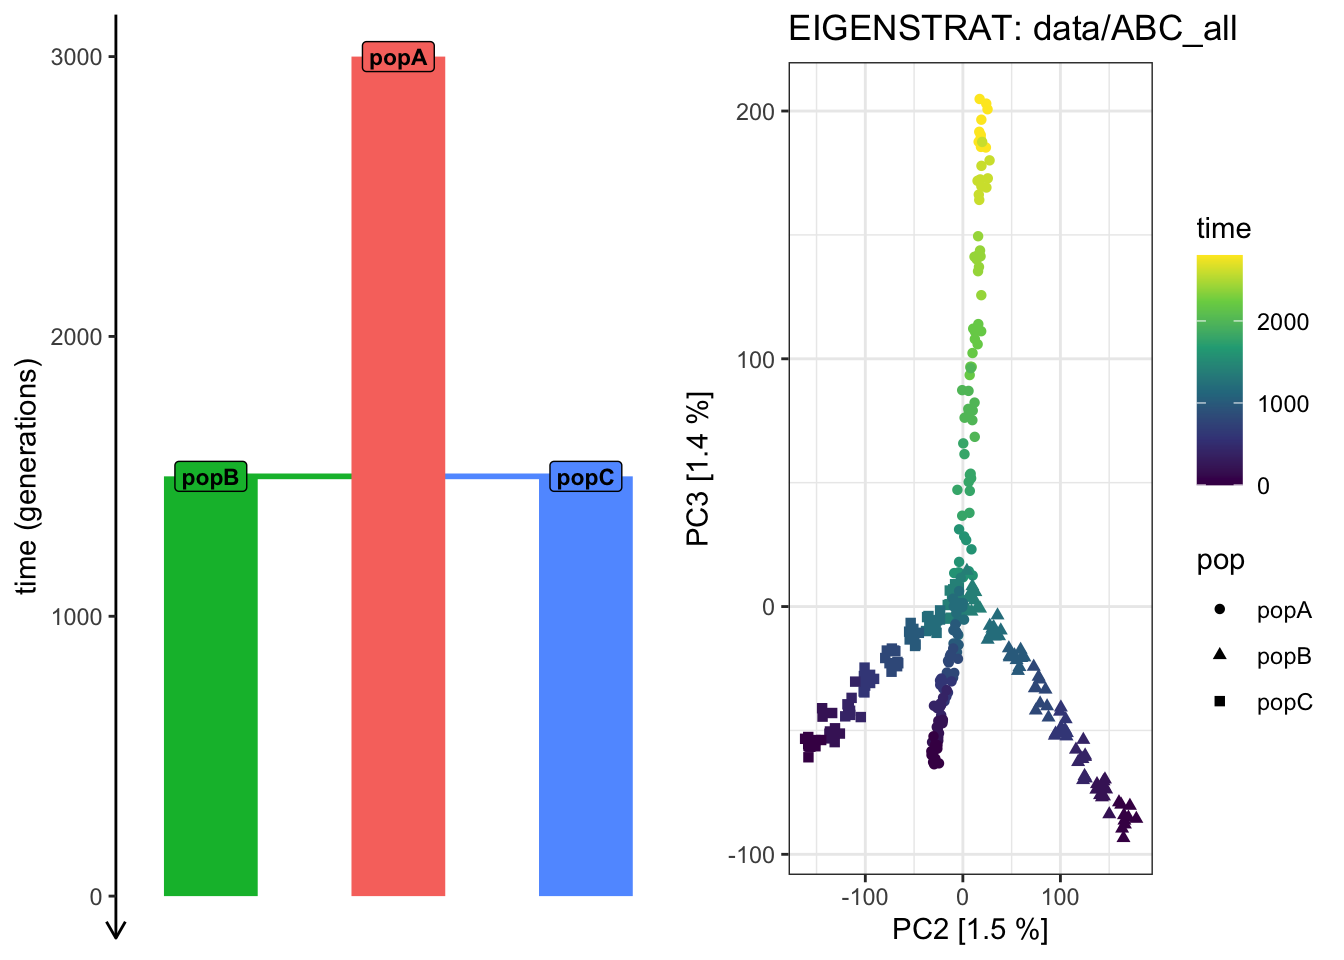 time (generations)
3000
2000
1000
0
popA
popB
popC
EIGENSTRAT: data/ABC_all
PC3 [1.4 %]
200
100
0
-100
-100
0
100
PC2 [1.5 %]
time
2000
1000
0
pop
popA
popB
popC